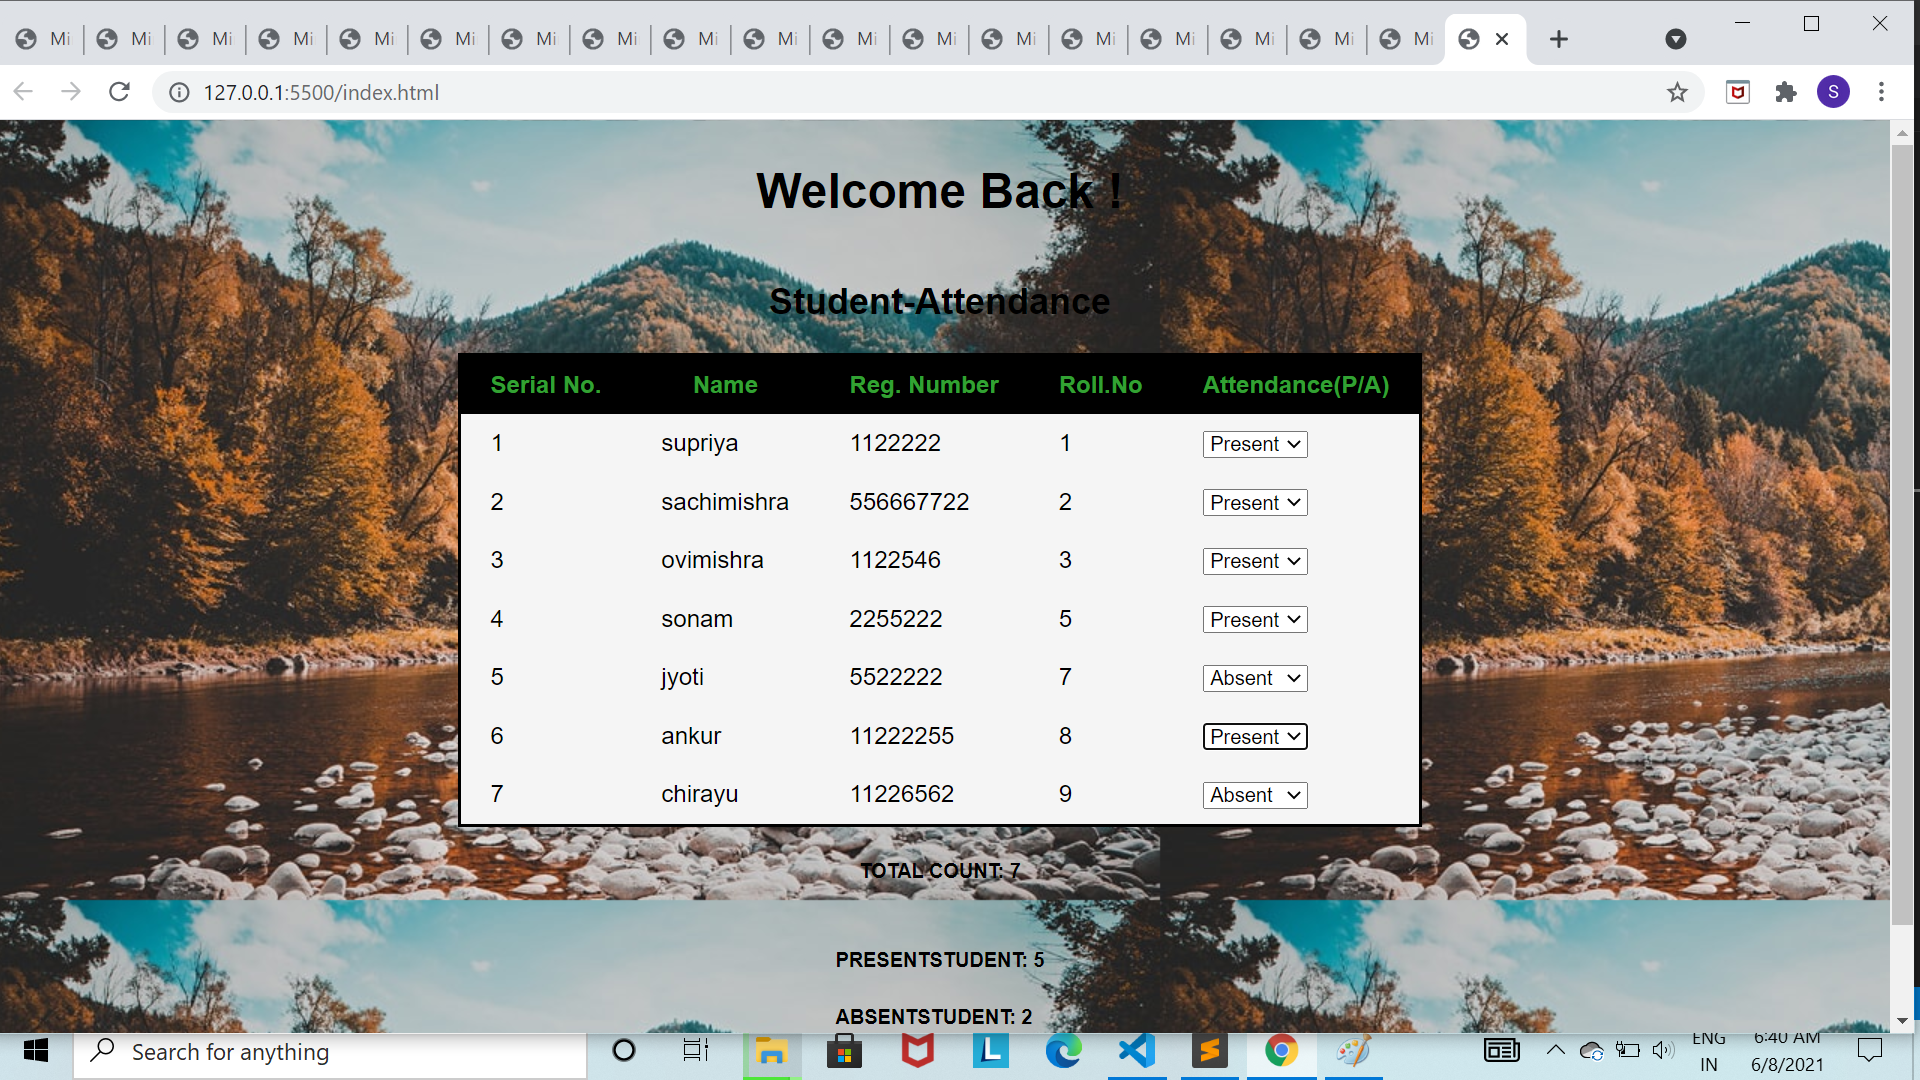 Mi Mi Mi Mi Mi Mi Mi Mi Mi Mi Mi Mi Mi Mi Mi Mi Mi Mi
127.0.0.1:5500/index.html
S
Welcome Back !
Student-Attendance
Serial No. Name Reg. Number Roll.No Attendance(P/A)
1 supriya 1122222 1 Present
2 sachimishra 556667722 2 Present
3 ovimishra 1122546 3 Present
4 sonam 2255222 5 Present
5 jyoti 5522222 7 Absent
6 ankur 11222255 8 Present
7 chirayu 11226562 9 Absent
TOTAL COUNT: 7
PRESENTSTUDENT: 5
ABSENTSTUDENT: 2
Search for anything
L
ENG
IN
6:40 AM
6/8/2021